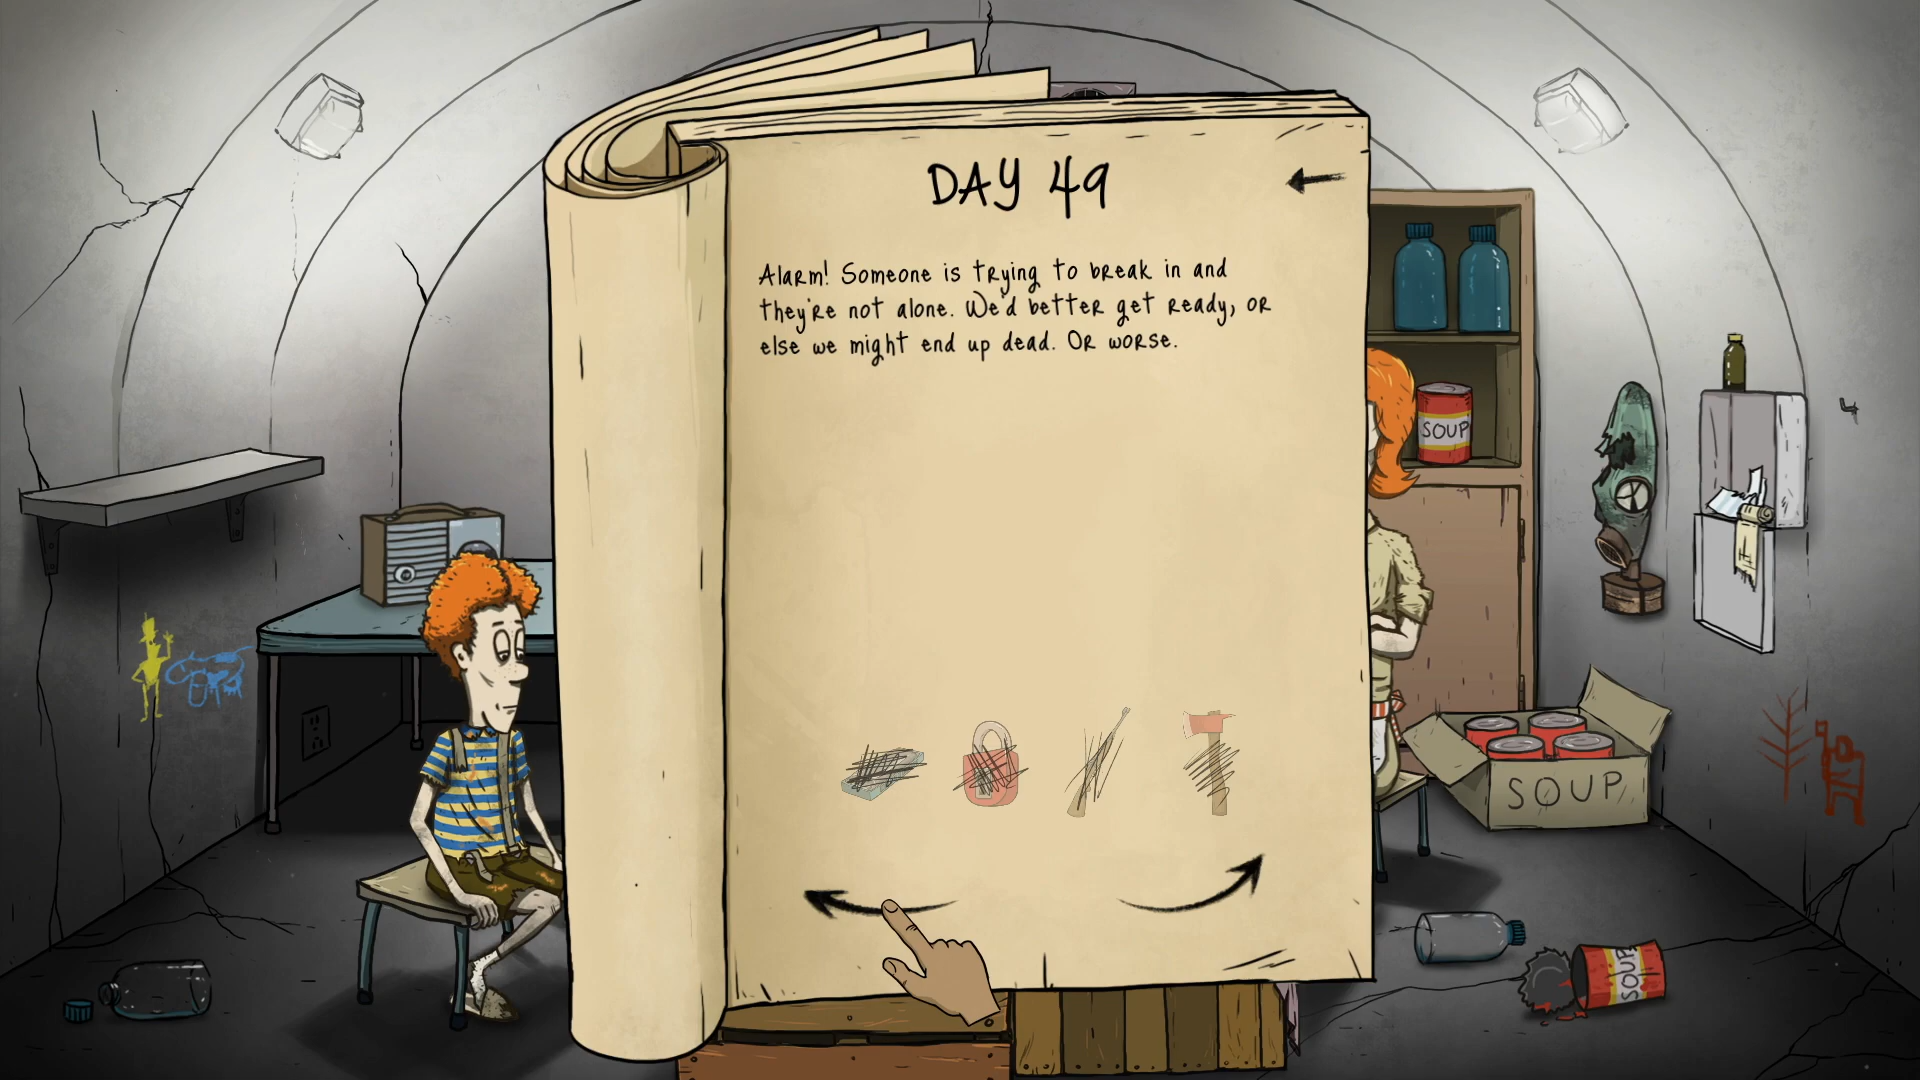 DAY 49
Alarm! Someone is trying to break in and
they're not alone. We'd better get ready, or
else we might end up dead. Or worse.
SOUP
SOUP
SOUP